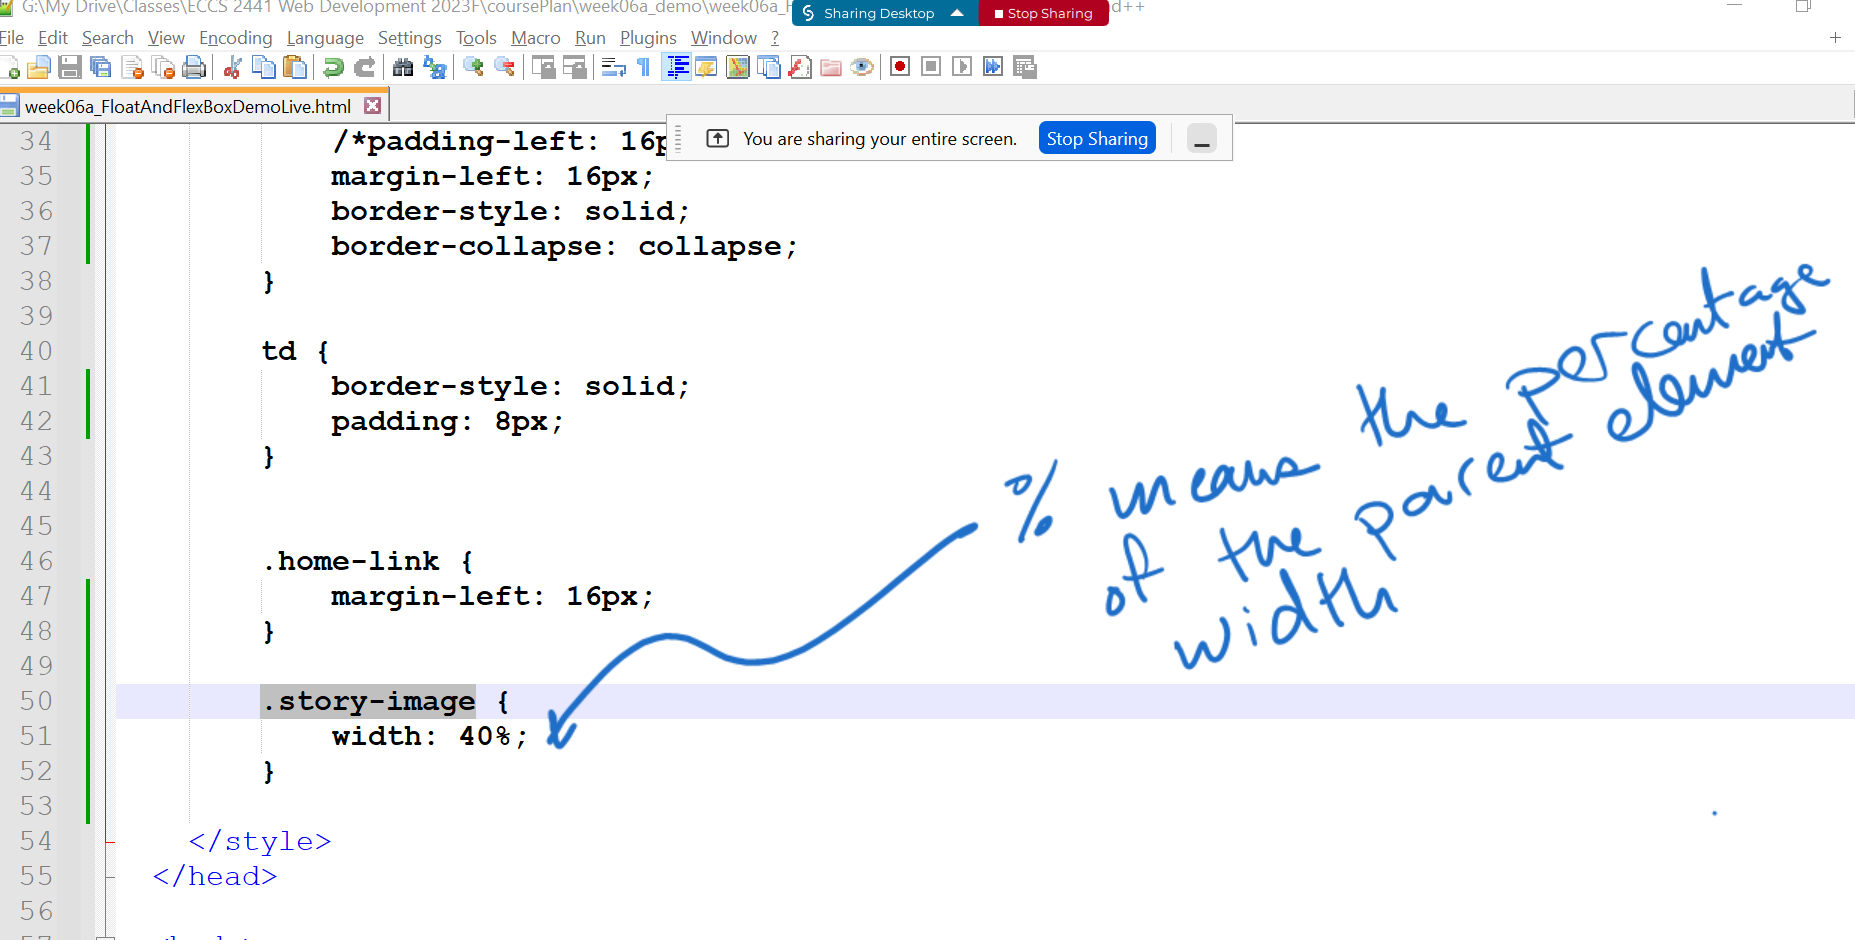 G:\My Drive\Classes\ECCS 2441 Web Development 2023F\coursePlan\week06a_demo\week06a_F
Sharing Desktop Stop Sharing
d++
File Edit Search View Encoding Language Settings Tools Macro Run Plugins Window ?
week06a_FloatAndFlexBoxDemoLive.html
You are sharing your entire screen. Stop Sharing
34 /*padding-left: 16p
35 margin-left: 16px;
36 border-style: solid;
37 border-collapse: collapse;
38 }
39
40 td {
41 border-style: solid;
42 padding: 8px;
43 }
44
45
46 .home-link {
47 margin-left: 16px;
48 }
49
50 .story-image {
51 width: 40%;
52 }
53
54 </style>
55 </head>
56
% means the percentage
of the parent element
width